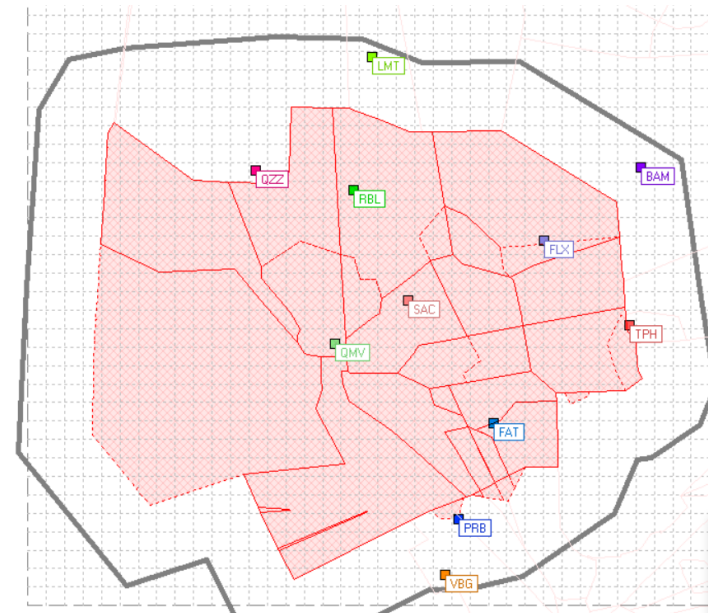 LMT
BAM
QZZ
RBL
FLX
SAC
TPH
QMV
FAT
PRB
VBG